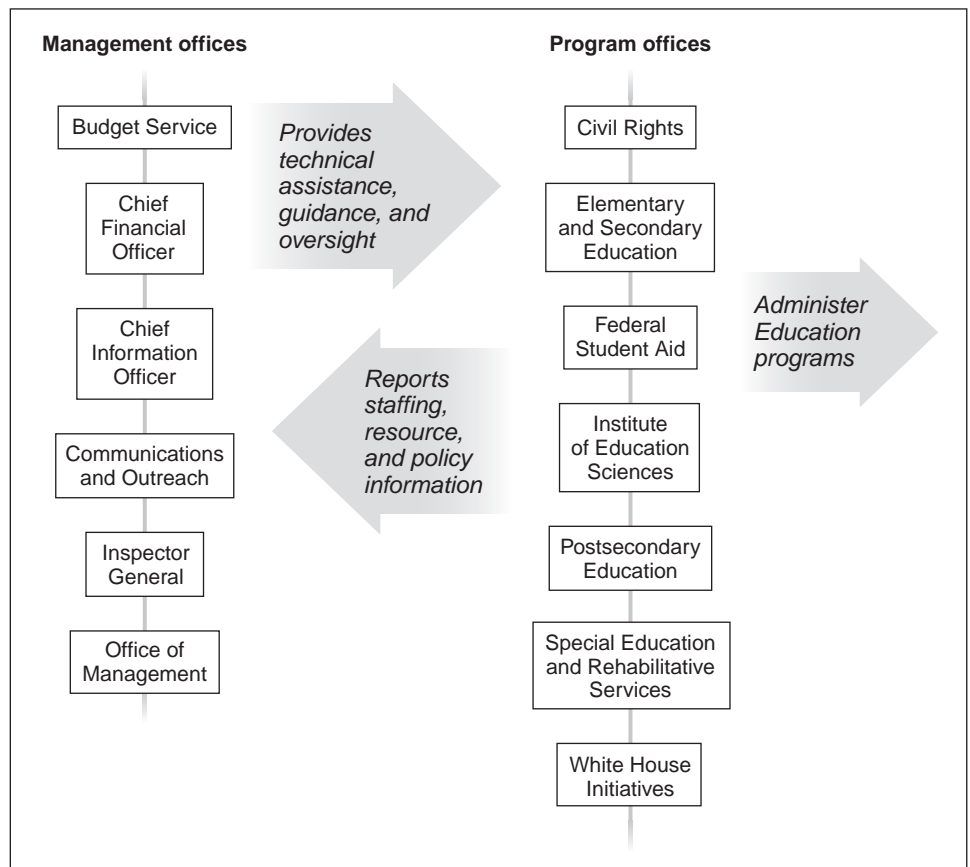 Management offices
Budget Service
Chief
Financial
Officer
Chief
Information
Officer
Communications
and Outreach
Inspector
General
Office of
Management
Provides
technical
assistance,
guidance, and
oversight
Reports
staffing,
resource,
and policy
information
Program offices
Civil Rights
Elementary
and Secondary
Education
Federal
Student Aid
Institute
of Education
Sciences
Postsecondary
Education
Special Education
and Rehabilitative
Services
White House
Initiatives
Administer
Education
programs